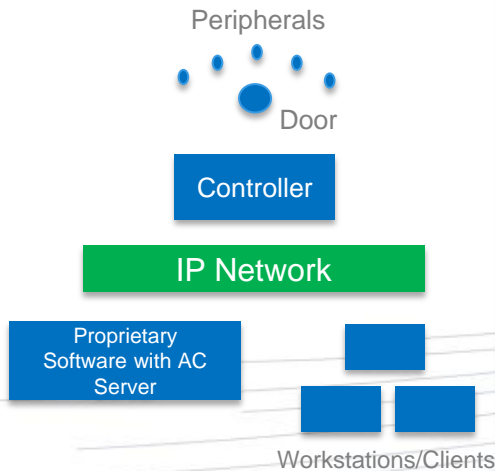 Peripherals
Door
Controller
IP Network
Proprietary
Software with AC
Server
Workstations/Clients